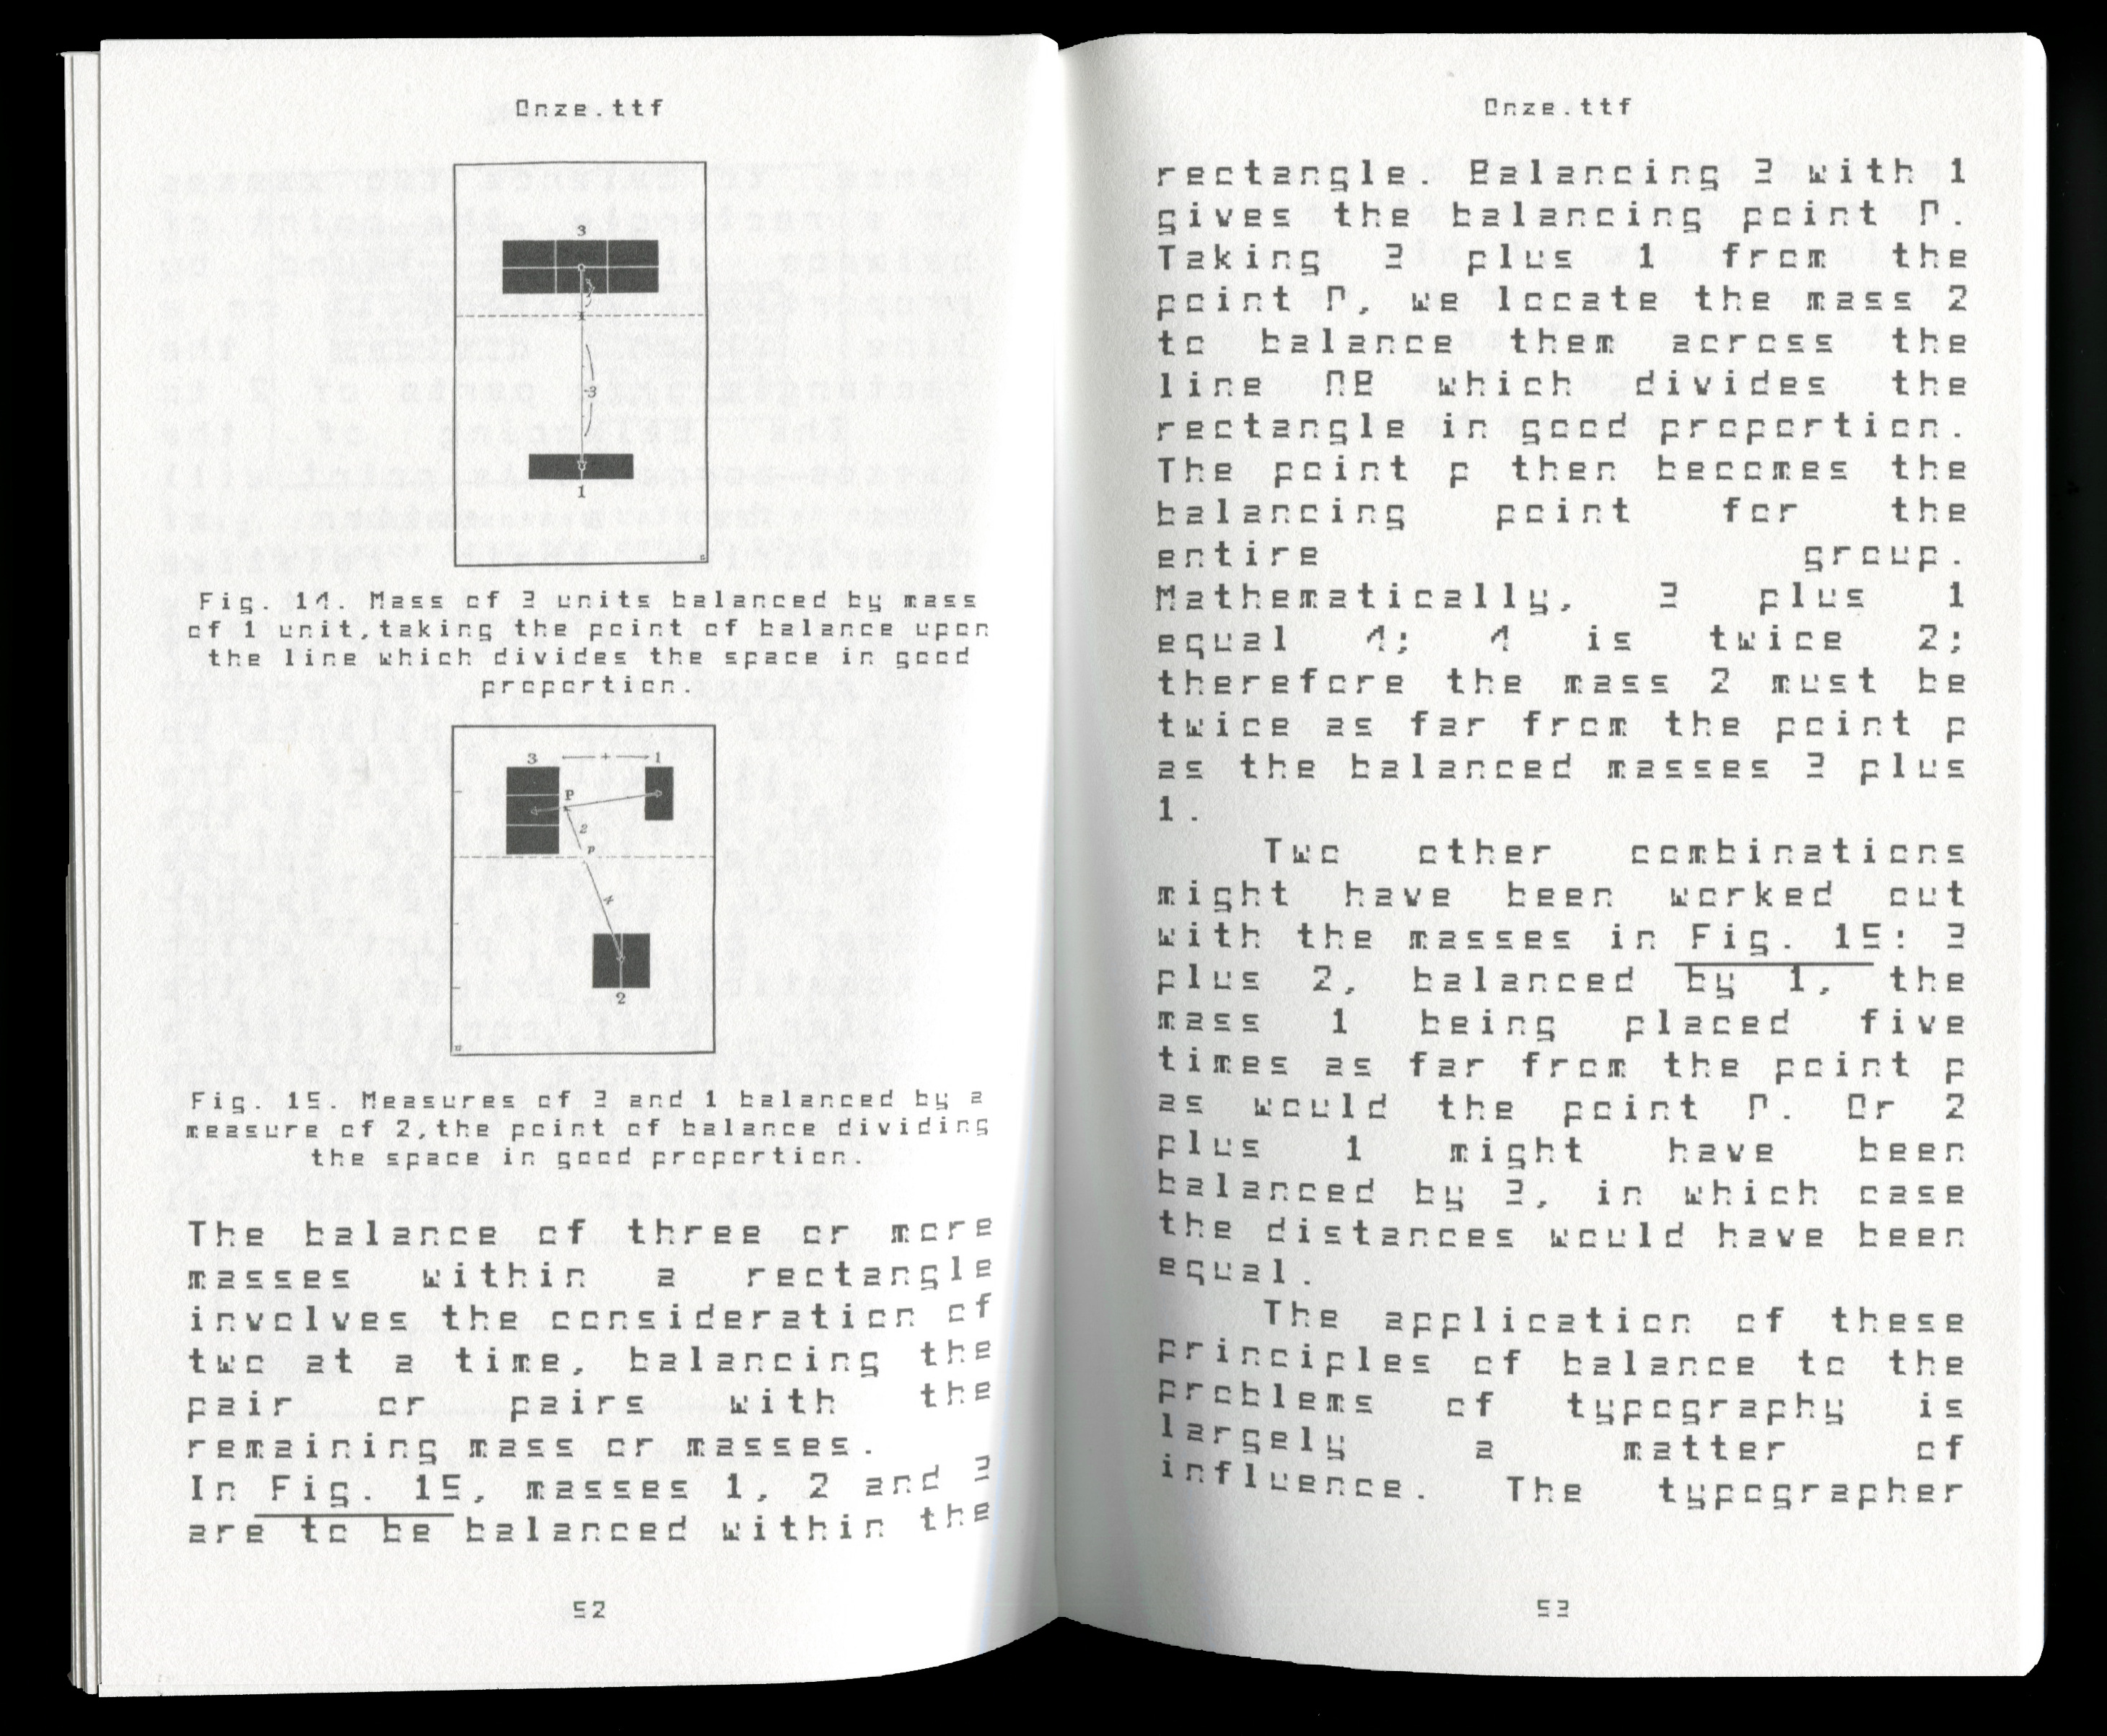 Onze.ttf
3
3
1
Fig. 14. Mass of 3 units balanced by mass
of 1 unit,taking the point of balance upon
the line which divides the space in good
proportion.
3 + 1
P
2
P
4
2
Fig. 15. Measures of 3 and 1 balanced by a
measure of 2,the point of balance dividing
the space in good proportion.
The balance of three or more
masses within a rectangle
involves the consideration of
two at a time, balancing the
pair or pairs with the
remaining mass or masses.
In Fig. 15, masses 1, 2 and 3
are to be balanced within the
52
Onze.ttf
rectangle. Balancing 3 with 1
gives the balancing point P.
Taking 3 plus 1 from the
point P, we locate the mass 2
to balance them across the
line AB which divides the
rectangle in good proportion.
The point p then becomes the
balancing point for the
entire group.
Mathematically, 3 plus 1
equal 4; 4 is twice 2;
therefore the mass 2 must be
twice as far from the point p
as the balanced masses 3 plus
1.
Two other combinations
might have been worked out
with the masses in Fig. 15: 3
plus 2, balanced by 1, the
mass 1 being placed five
times as far from the point p
as would the point P. Or 2
plus 1 might have been
balanced by 3, in which case
the distances would have been
equal.
The application of these
principles of balance to the
problems of typography is
largely a matter of
influence. The typographer
53